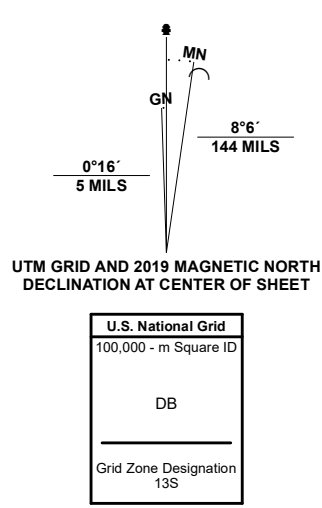 MN
GN
8°6´
144 MILS
0°16´
5 MILS
UTM GRID AND 2019 MAGNETIC NORTH
DECLINATION AT CENTER OF SHEET
U.S. National Grid
100,000 - m Square ID
DB
Grid Zone Designation
13S